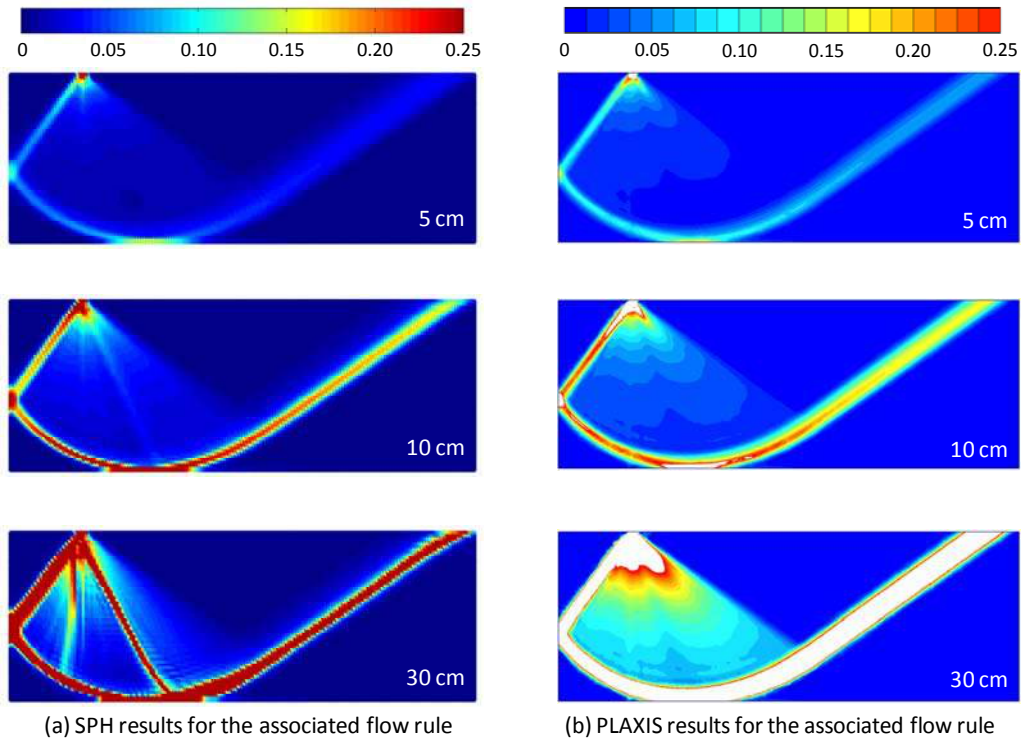 0 0.05 0.10 0.15 0.20 0.25
0 0.05 0.10 0.15 0.20 0.25
5 cm
5 cm
10 cm
10 cm
30 cm
30 cm
(a) SPH results for the associated flow rule
(b) PLAXIS results for the associated flow rule